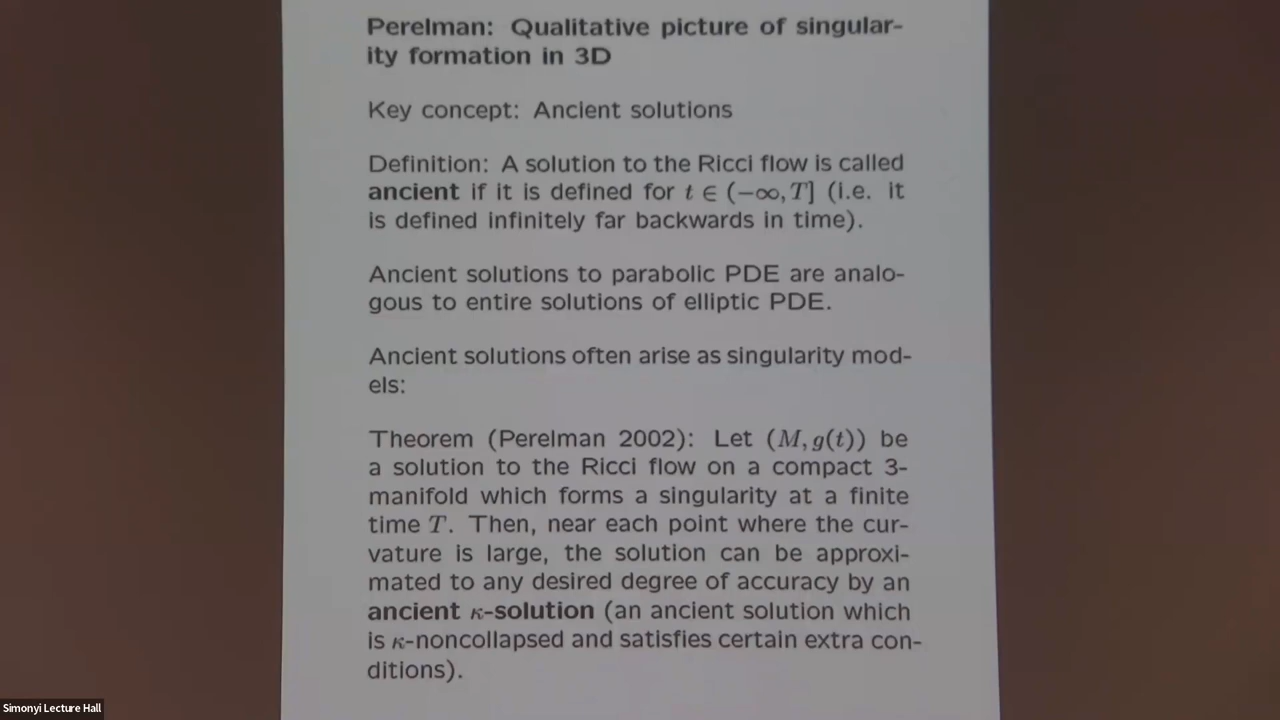 Perelman: Qualitative picture of singular-
ity formation in 3D
Key concept: Ancient solutions
Definition: A solution to the Ricci flow is called
ancient if it is defined for t ∈ (−∞, T] (i.e. it
is defined infinitely far backwards in time).
Ancient solutions to parabolic PDE are analo-
gous to entire solutions of elliptic PDE.
Ancient solutions often arise as singularity mod-
els:
Theorem (Perelman 2002): Let (M, g(t)) be
a solution to the Ricci flow on a compact 3-
manifold which forms a singularity at a finite
time T. Then, near each point where the cur-
vature is large, the solution can be approxi-
mated to any desired degree of accuracy by an
ancient κ-solution (an ancient solution which
is κ-noncollapsed and satisfies certain extra con-
ditions).
Simonyi Lecture Hall